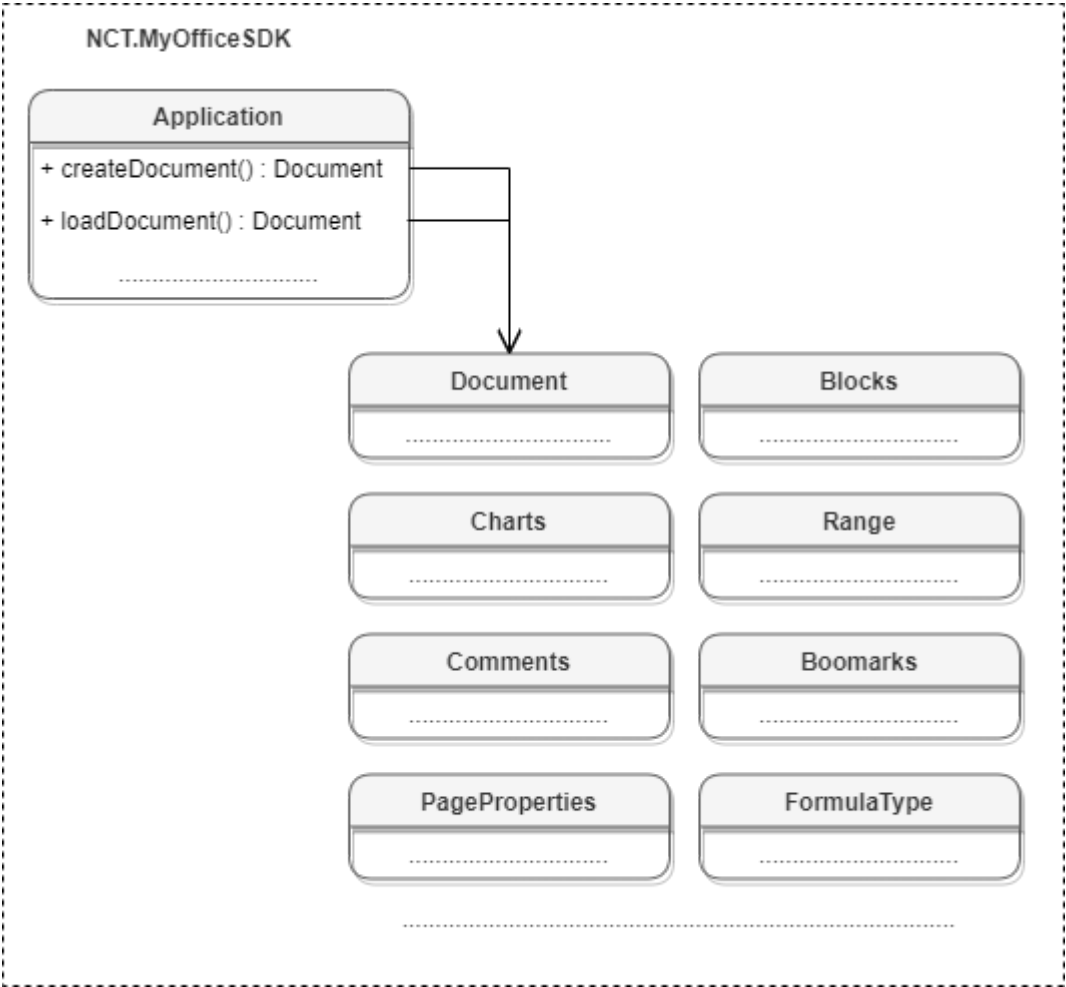 NCT.MyOfficeSDK
Application
+ createDocument() : Document
+ loadDocument() : Document
Document
Blocks
Charts
Range
Comments
Boomarks
PageProperties
FormulaType